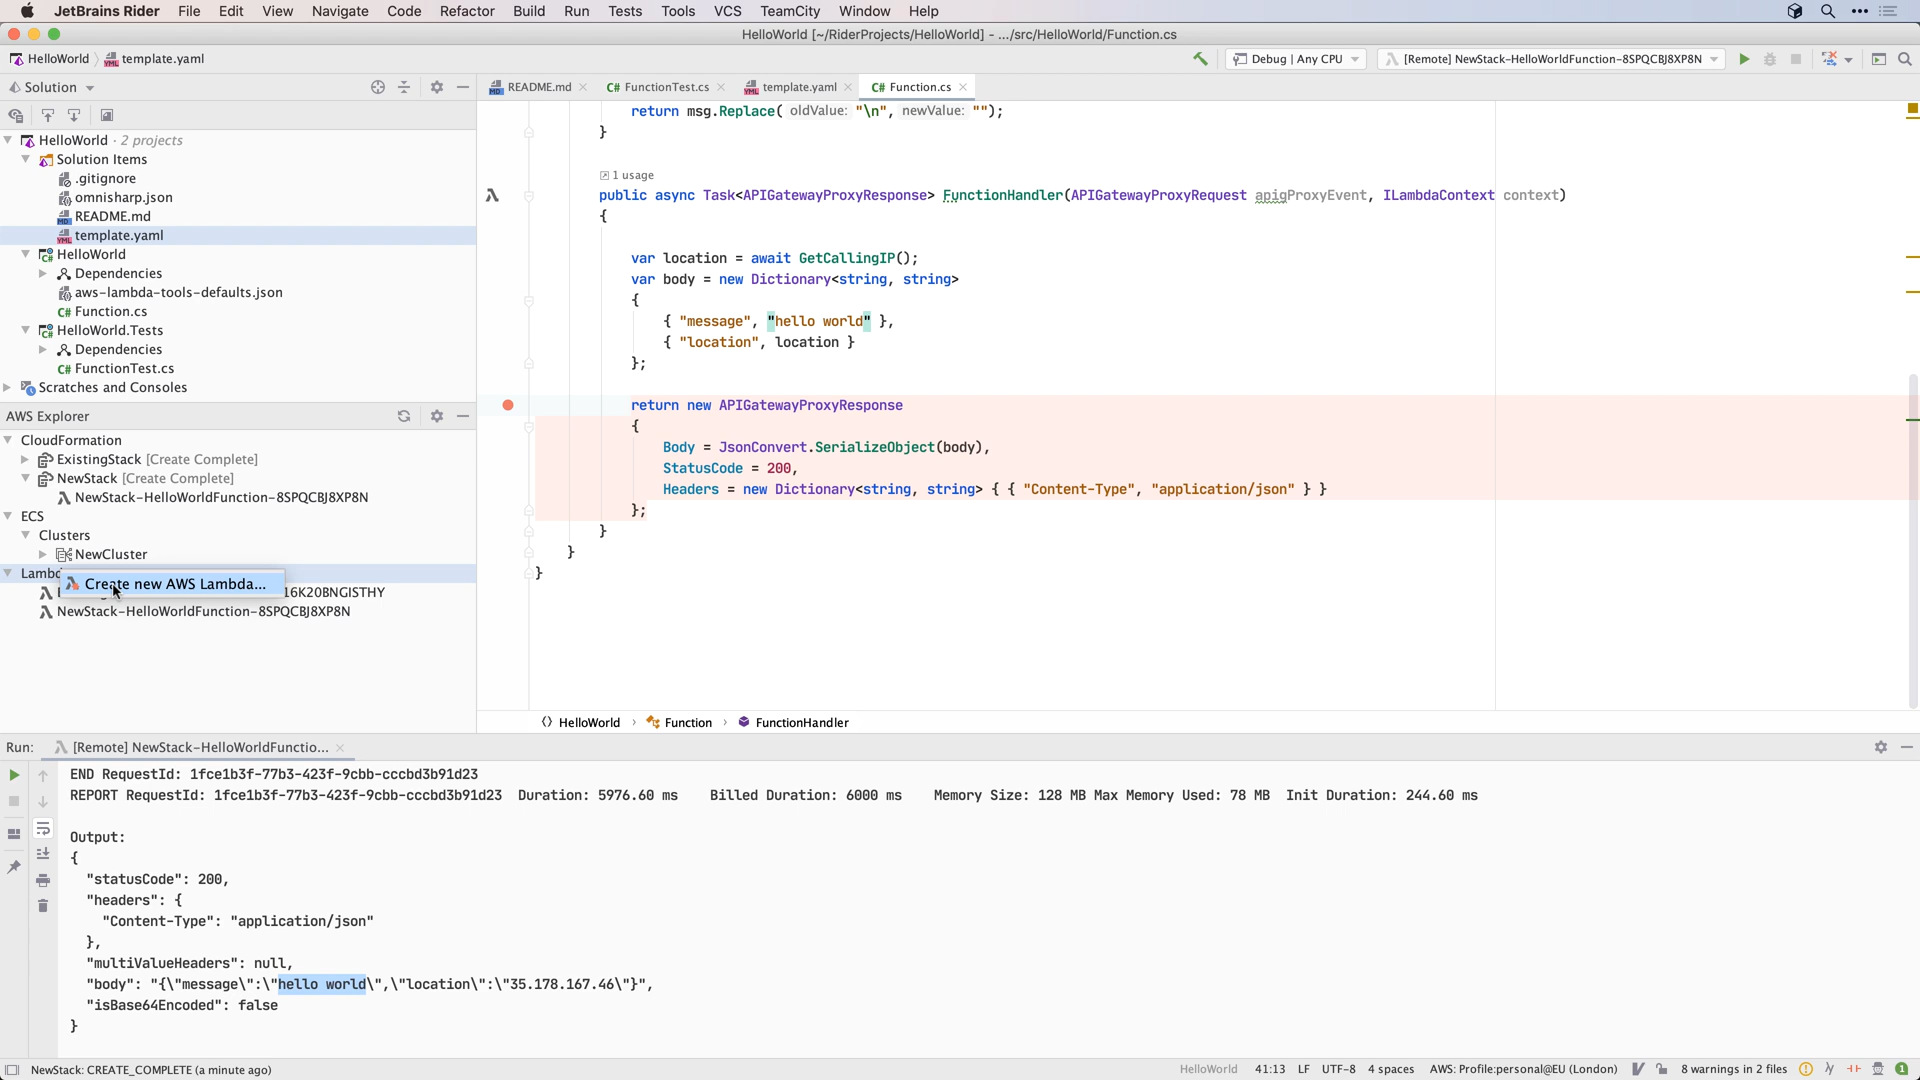 JetBrains Rider File Edit View Navigate Code Refactor Build Run Tests Tools VCS TeamCity Window Help
HelloWorld [~/RiderProjects/HelloWorld] - .../src/HelloWorld/Function.cs
HelloWorld template.yaml Debug | Any CPU [Remote] NewStack-HelloWorldFunction-8SPQCBJ8XP8N
Solution
HelloWorld · 2 projects
Solution Items
.gitignore
omnisharp.json
README.md
template.yaml
HelloWorld
Dependencies
aws-lambda-tools-defaults.json
C# Function.cs
HelloWorld.Tests
Dependencies
C# FunctionTest.cs
Scratches and Consoles
AWS Explorer
CloudFormation
ExistingStack [Create Complete]
NewStack [Create Complete]
NewStack-HelloWorldFunction-8SPQCBJ8XP8N
ECS
Clusters
NewCluster
Lambd
Create new AWS Lambda...
16K20BNGISTHY
NewStack-HelloWorldFunction-8SPQCBJ8XP8N
README.md C# FunctionTest.cs template.yaml C# Function.cs
return msg.Replace( oldValue: "\n", newValue: "");
}
1 usage
public async Task<APIGatewayProxyResponse> FunctionHandler(APIGatewayProxyRequest apigProxyEvent, ILambdaContext context)
{
var location = await GetCallingIP();
var body = new Dictionary<string, string>
{
{ "message", "hello world" },
{ "location", location }
};
return new APIGatewayProxyResponse
{
Body = JsonConvert.SerializeObject(body),
StatusCode = 200,
Headers = new Dictionary<string, string> { { "Content-Type", "application/json" } }
};
}
}
}
HelloWorld › Function › FunctionHandler
Run: [Remote] NewStack-HelloWorldFunctio...
END RequestId: 1fce1b3f-77b3-423f-9cbb-cccbd3b91d23
REPORT RequestId: 1fce1b3f-77b3-423f-9cbb-cccbd3b91d23 Duration: 5976.60 ms Billed Duration: 6000 ms Memory Size: 128 MB Max Memory Used: 78 MB Init Duration: 244.60 ms
Output:
{
"statusCode": 200,
"headers": {
"Content-Type": "application/json"
},
"multiValueHeaders": null,
"body": "{\"message\":\"hello world\",\"location\":\"35.178.167.46\"}",
"isBase64Encoded": false
}
NewStack: CREATE_COMPLETE (a minute ago) HelloWorld 41:13 LF UTF-8 4 spaces AWS: Profile:personal@EU (London) 8 warnings in 2 files 1